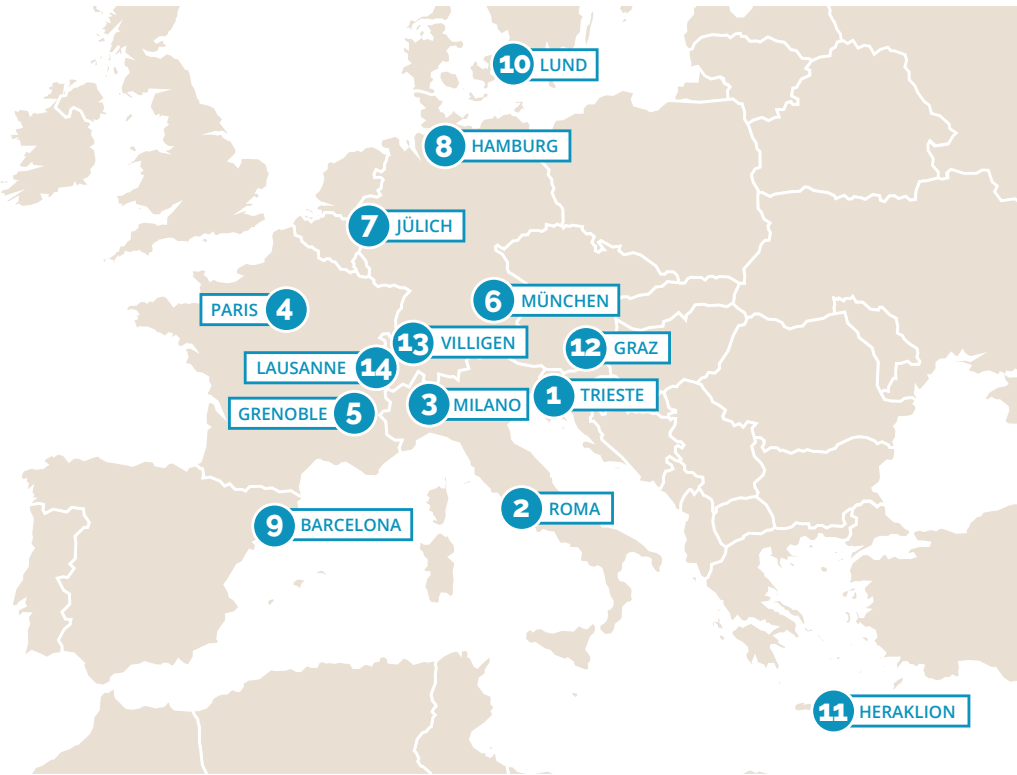 10 LUND
8 HAMBURG
7 JÜLICH
6 MÜNCHEN
PARIS 4
13 VILLIGEN
12 GRAZ
LAUSANNE 14
1 TRIESTE
3 MILANO
GRENOBLE 5
2 ROMA
9 BARCELONA
11 HERAKLION